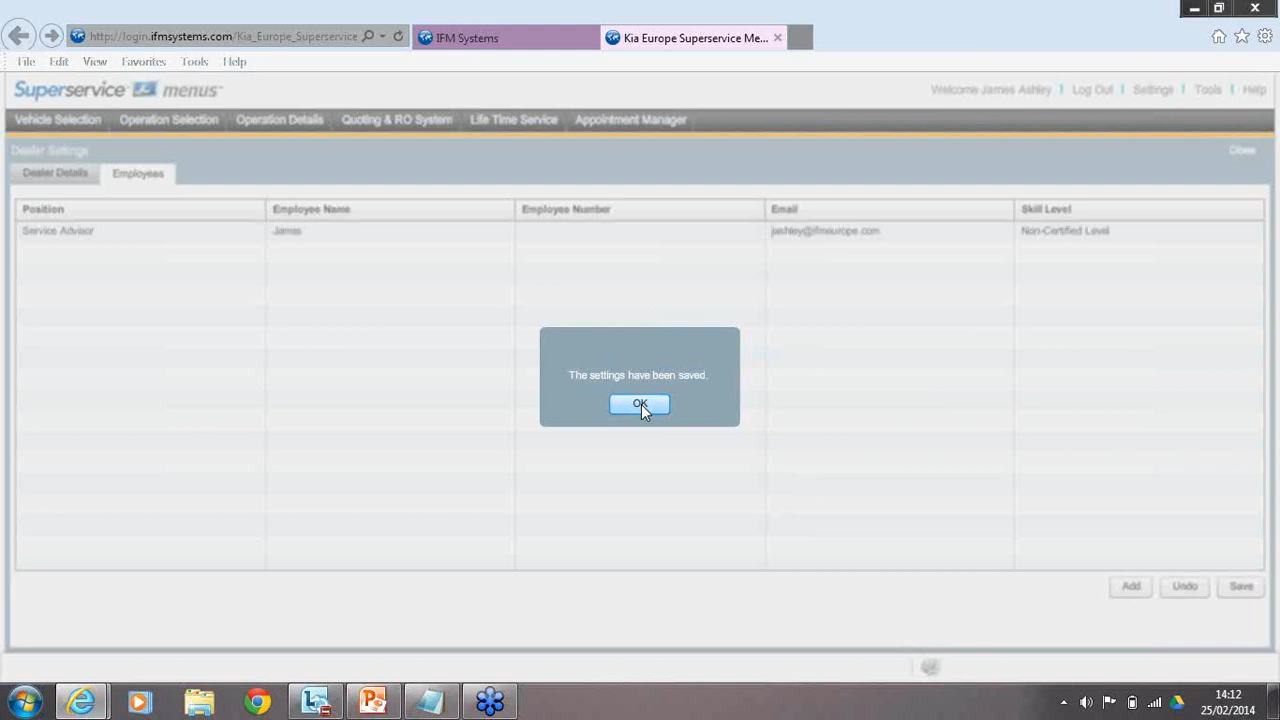 http://login.ifmsystems.com/Kia_Europe_Superservice
IFM Systems
Kia Europe Superservice Me...
File Edit View Favorites Tools Help
Superservice menus
Welcome James Ashley Log Out Settings Tools Help
Vehicle Selection Operation Selection Operation Details Quoting & RO System Life Time Service Appointment Manager
Dealer Settings
Close
Dealer Details Employees
Position Employee Name Employee Number Email Skill Level
Service Advisor James jashley@ifmeurope.com Non-Certified Level
The settings have been saved.
OK
Add Undo Save
14:12
25/02/2014